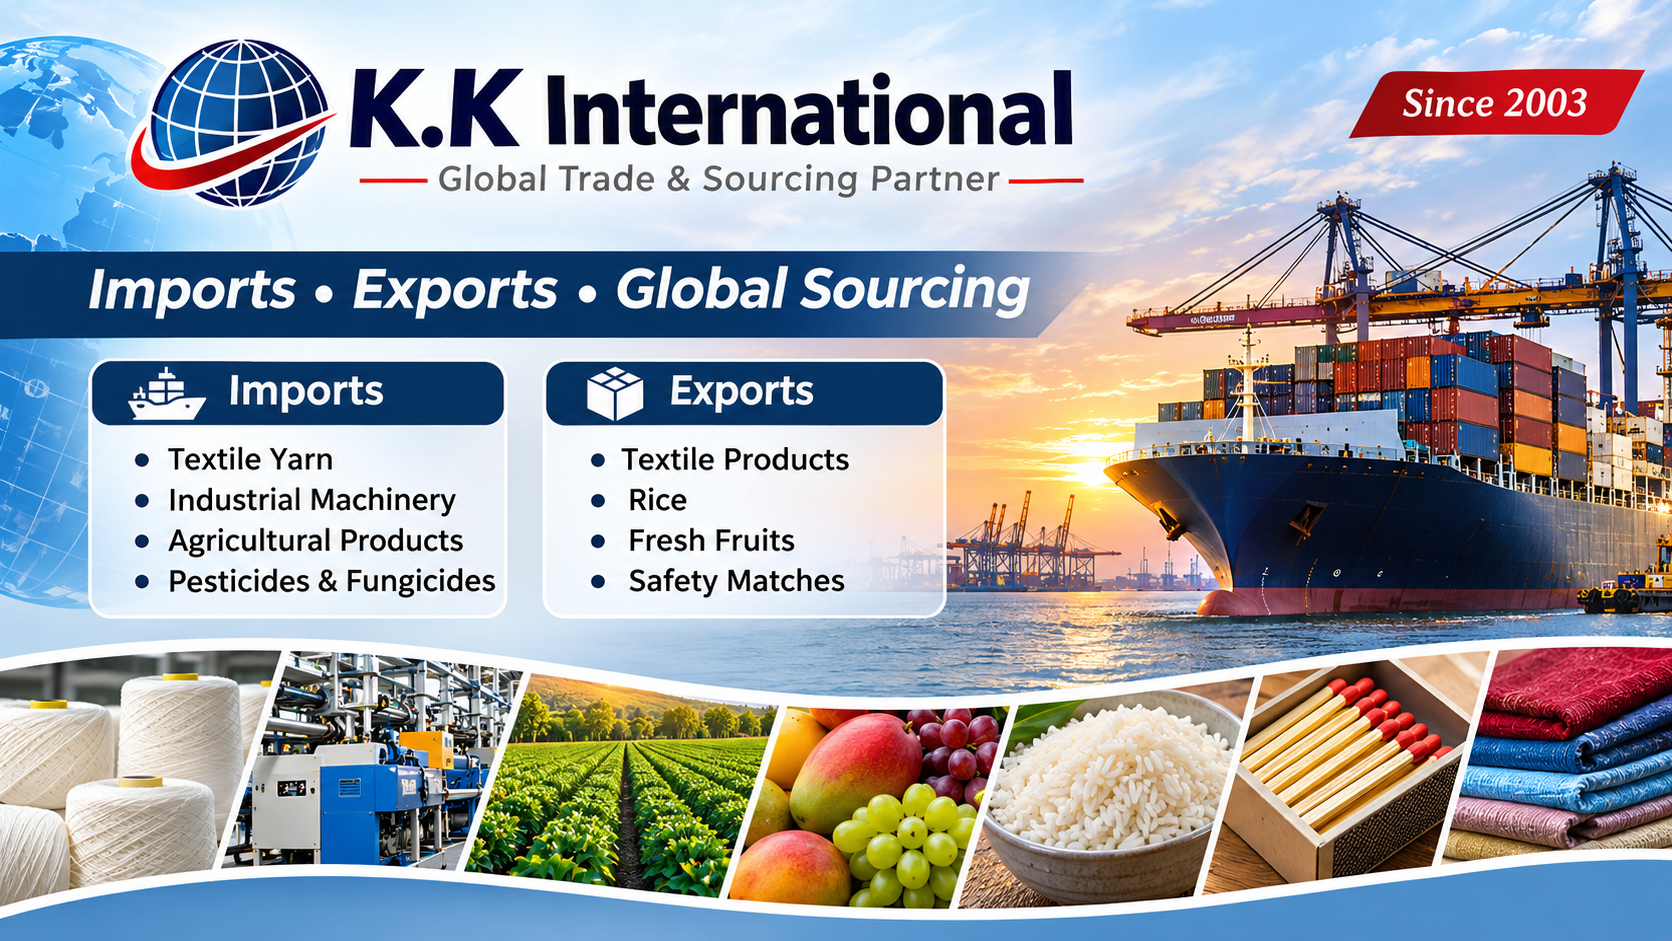 K.K International
Global Trade & Sourcing Partner
Since 2003
Imports • Exports • Global Sourcing
Imports
• Textile Yarn
• Industrial Machinery
• Agricultural Products
• Pesticides & Fungicides
Exports
• Textile Products
• Rice
• Fresh Fruits
• Safety Matches